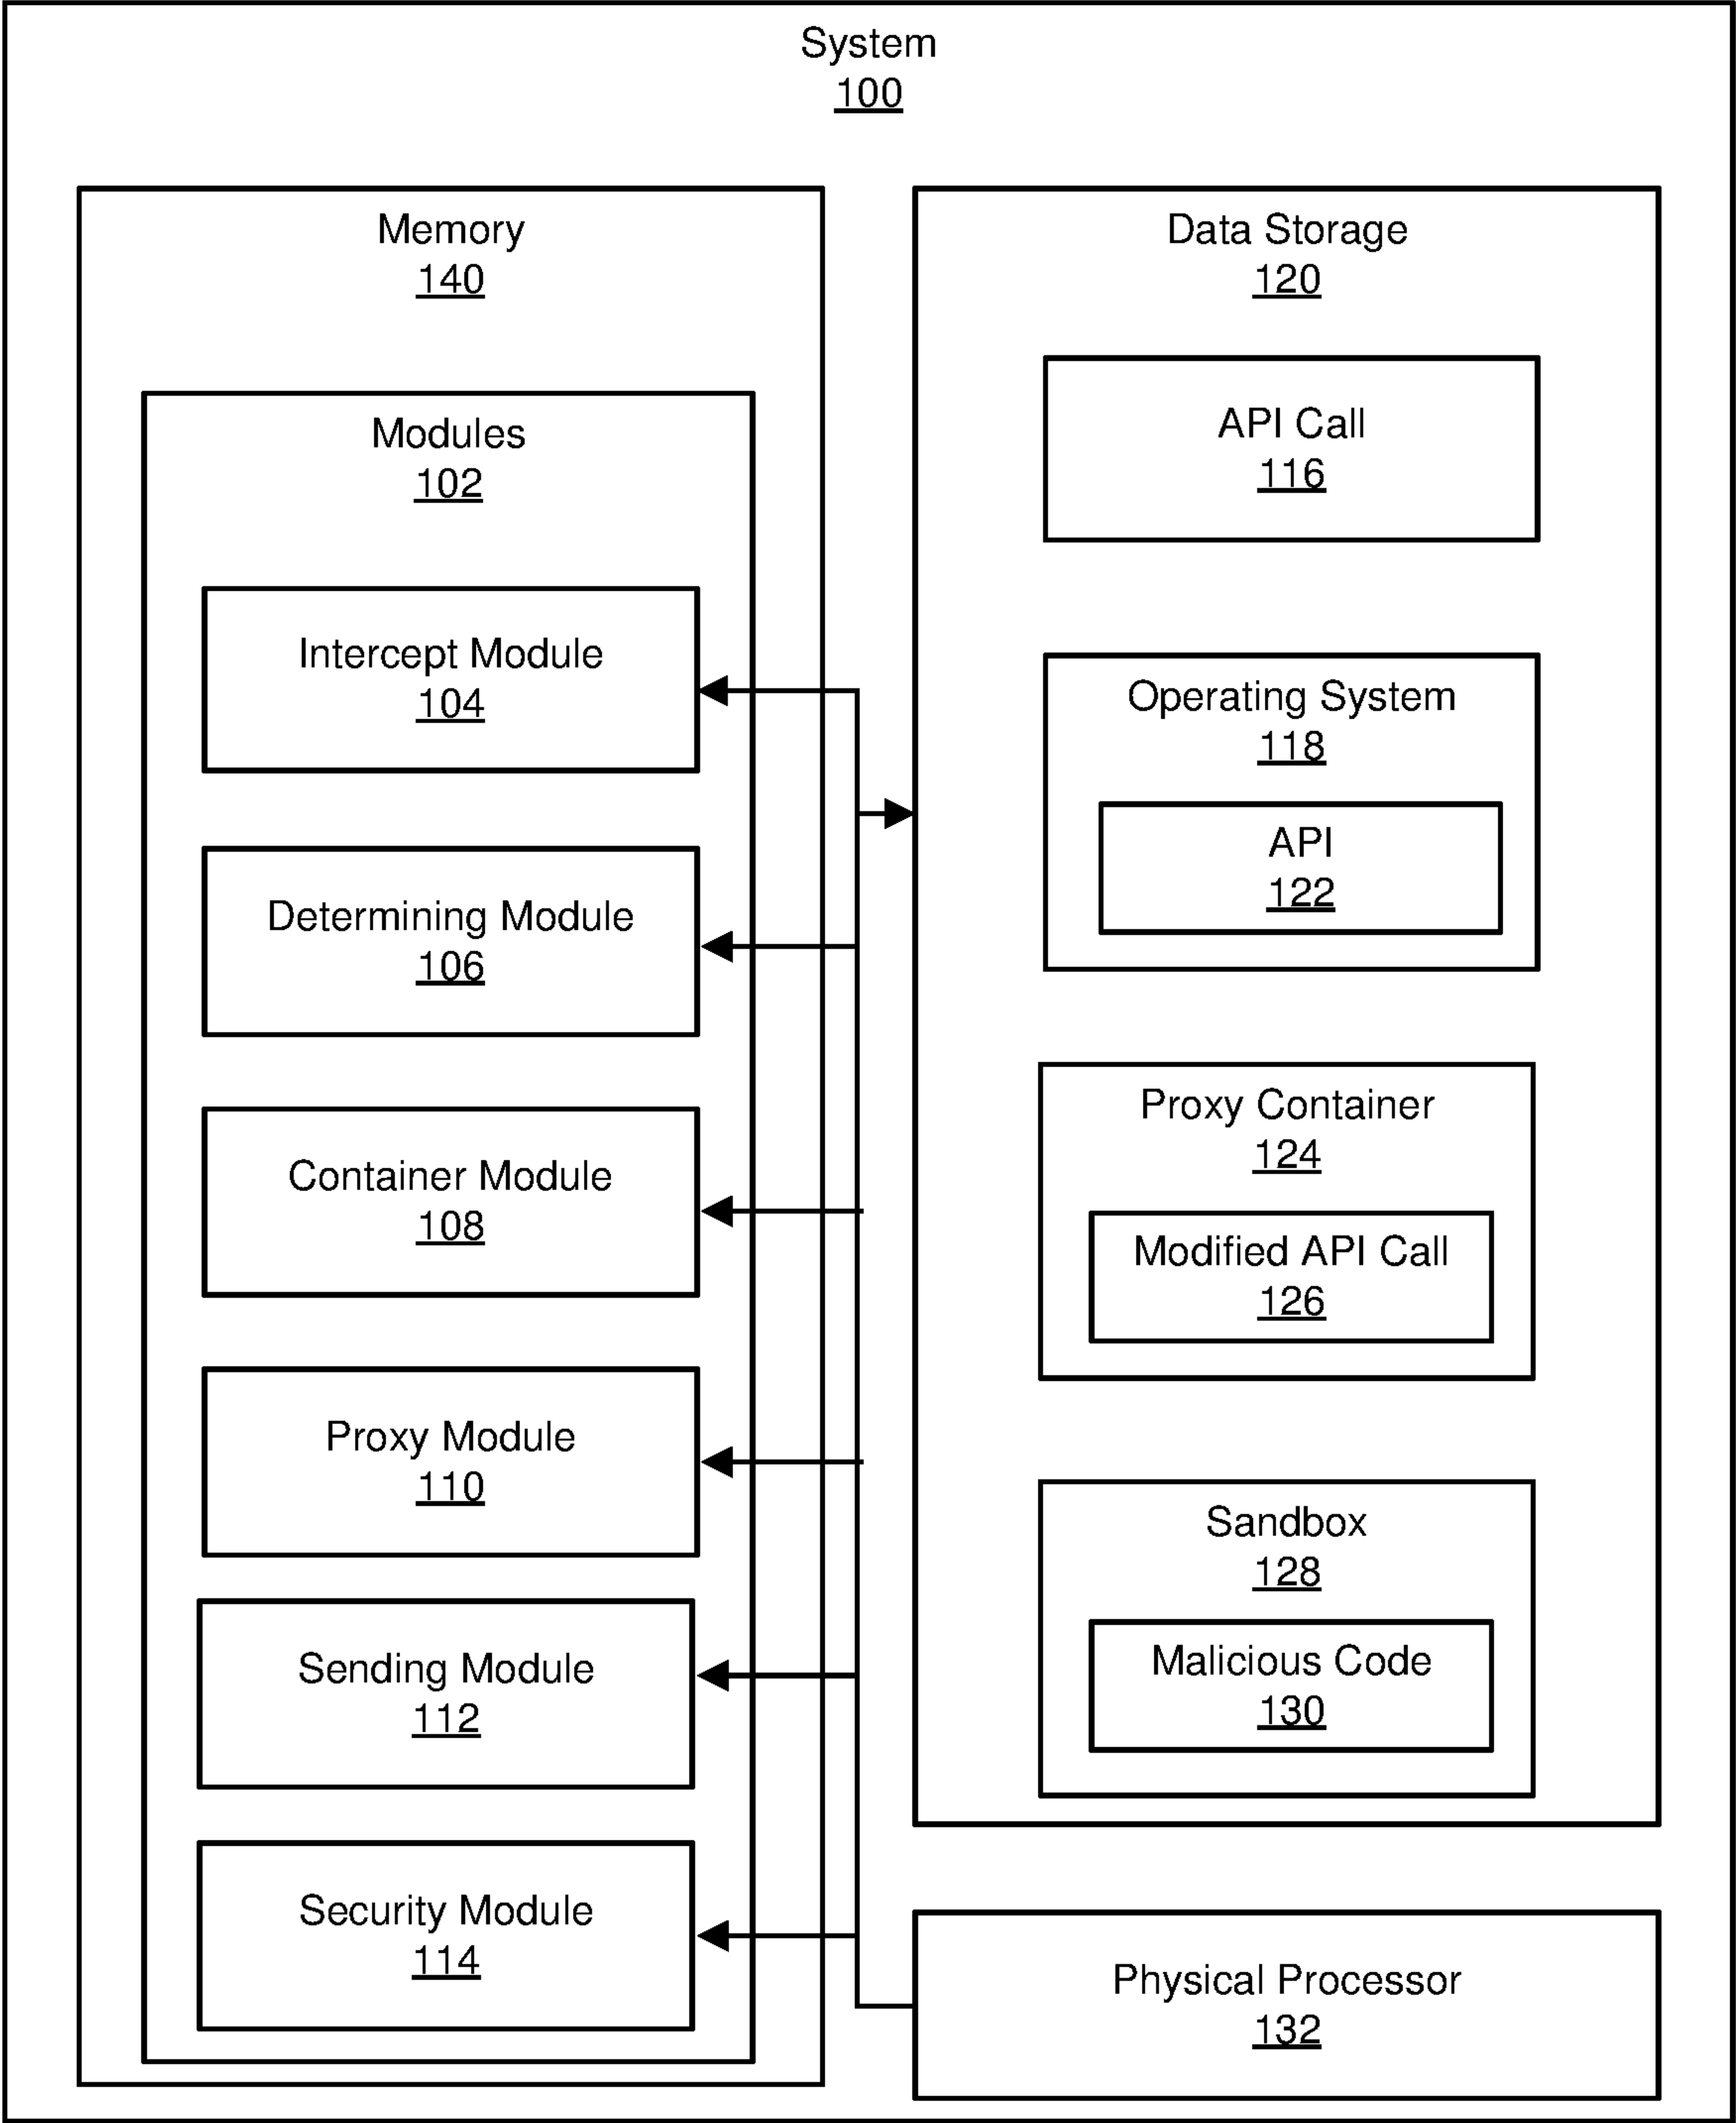 System
100
Memory
140
Modules
102
Intercept Module
104
Determining Module
106
Container Module
108
Proxy Module
110
Sending Module
112
Security Module
114
Data Storage
120
API Call
116
Operating System
118
API
122
Proxy Container
124
Modified API Call
126
Sandbox
128
Malicious Code
130
Physical Processor
132